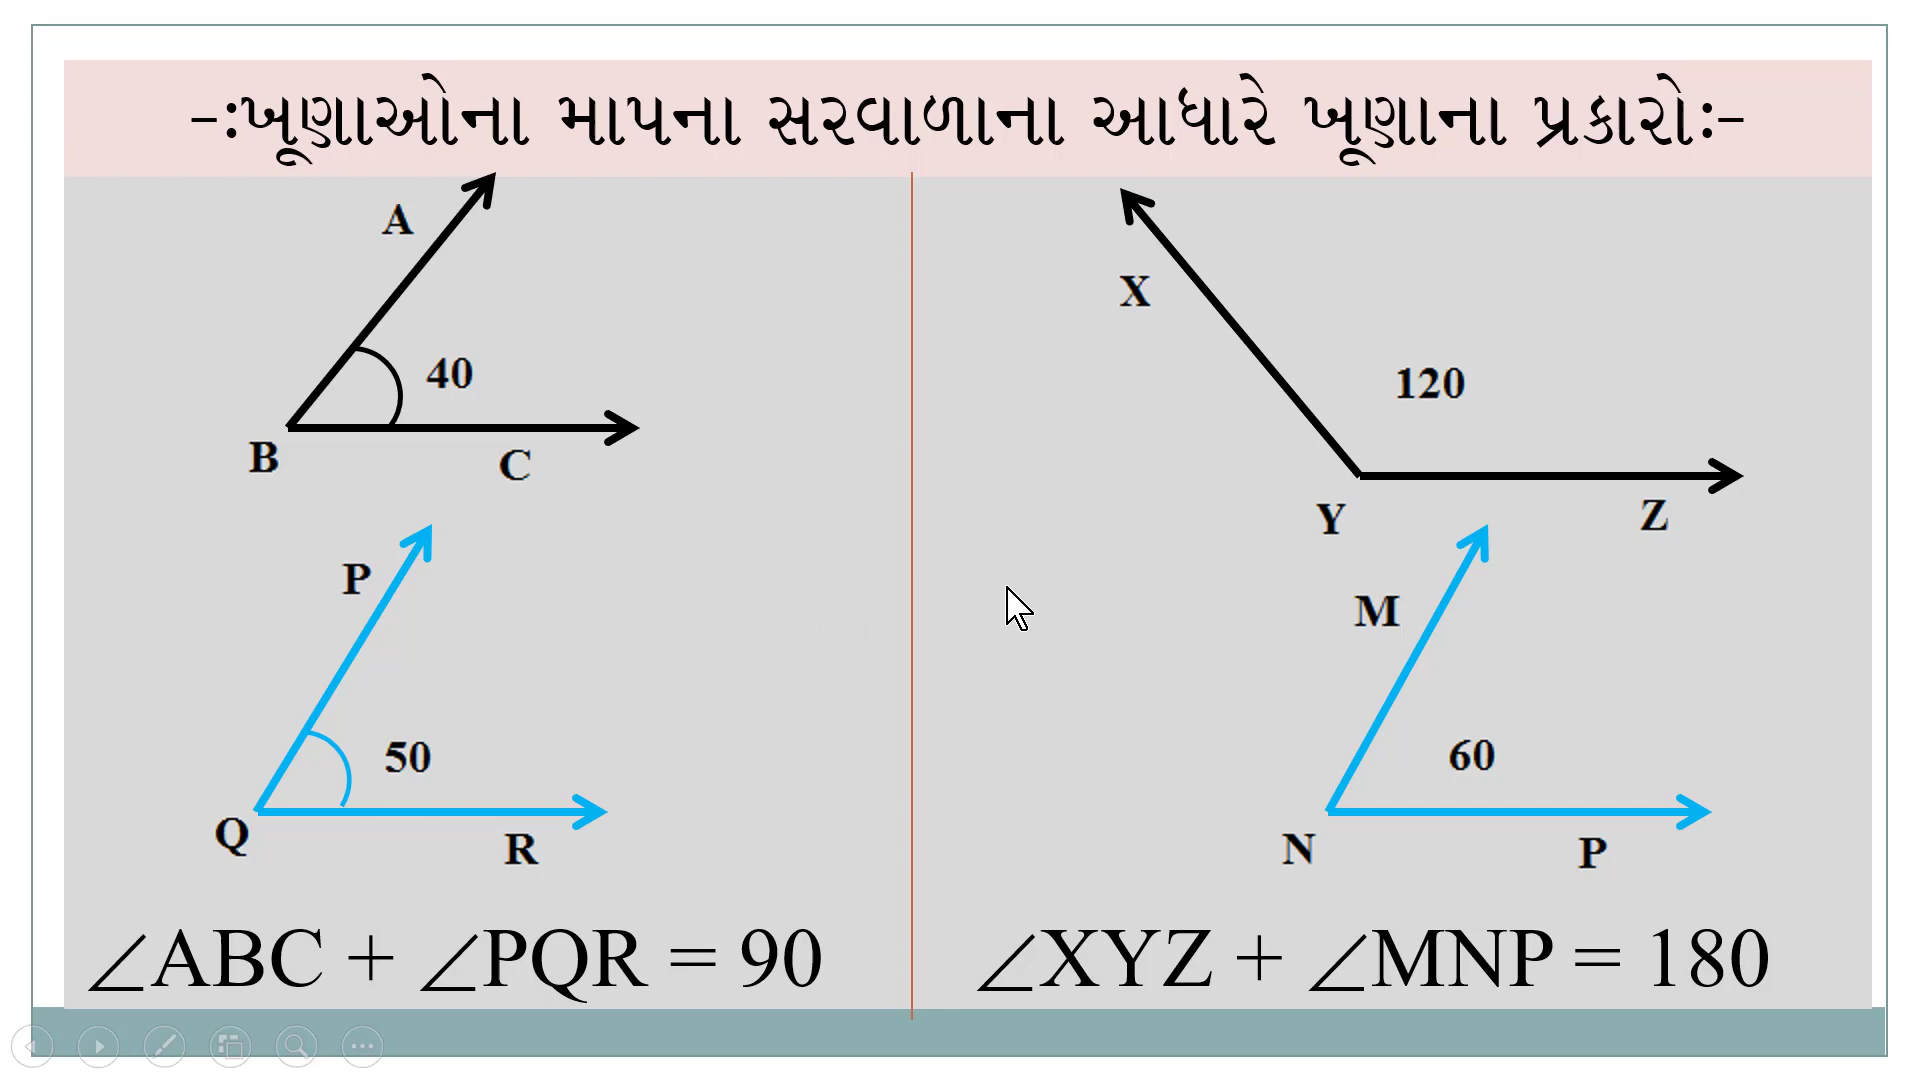 -:ખૂણાઓના માપના સરવાળાના આધારે ખૂણાના પ્રકારો:-
A
40
B
C
P
50
Q
R
∠ABC + ∠PQR = 90
X
120
Y
Z
M
60
N
P
∠XYZ + ∠MNP = 180